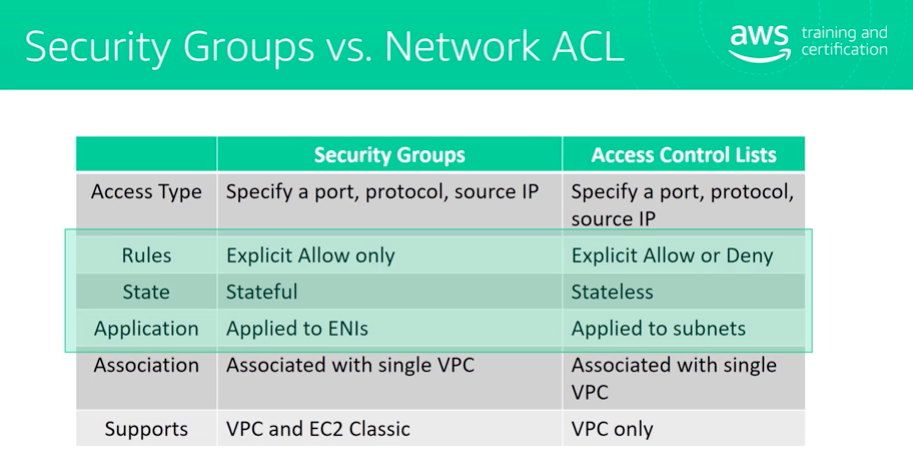 Security Groups vs. Network ACL
aws training and
certification
Security Groups Access Control Lists
Access Type Specify a port, protocol, source IP Specify a port, protocol,
source IP
Rules Explicit Allow only Explicit Allow or Deny
State Stateful Stateless
Application Applied to ENIs Applied to subnets
Association Associated with single VPC Associated with single
VPC
Supports VPC and EC2 Classic VPC only